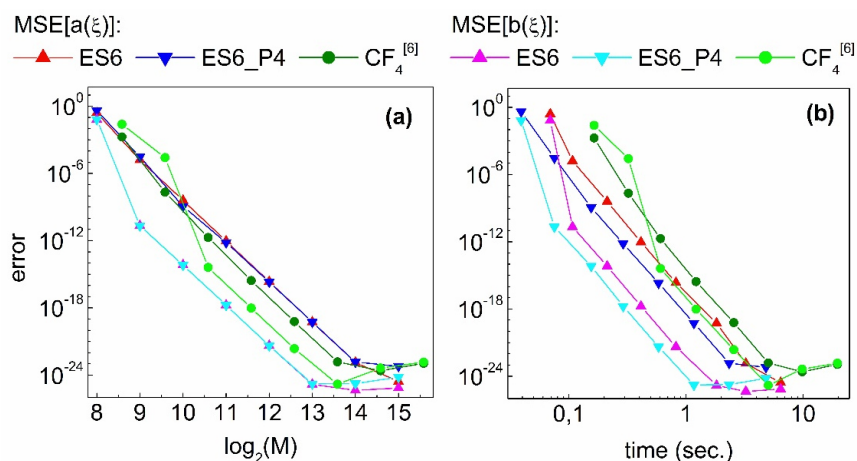 MSE[a(ξ)]: MSE[b(ξ)]:
ES6 ES6_P4 CF₄^[6] ES6 ES6_P4 CF₄^[6]
(a) (b)
error
10^0
10^-6
10^-12
10^-18
10^-24
8 9 10 11 12 13 14 15
log₂(M)
10^0
10^-6
10^-12
10^-18
10^-24
0,1 1 10
time (sec.)